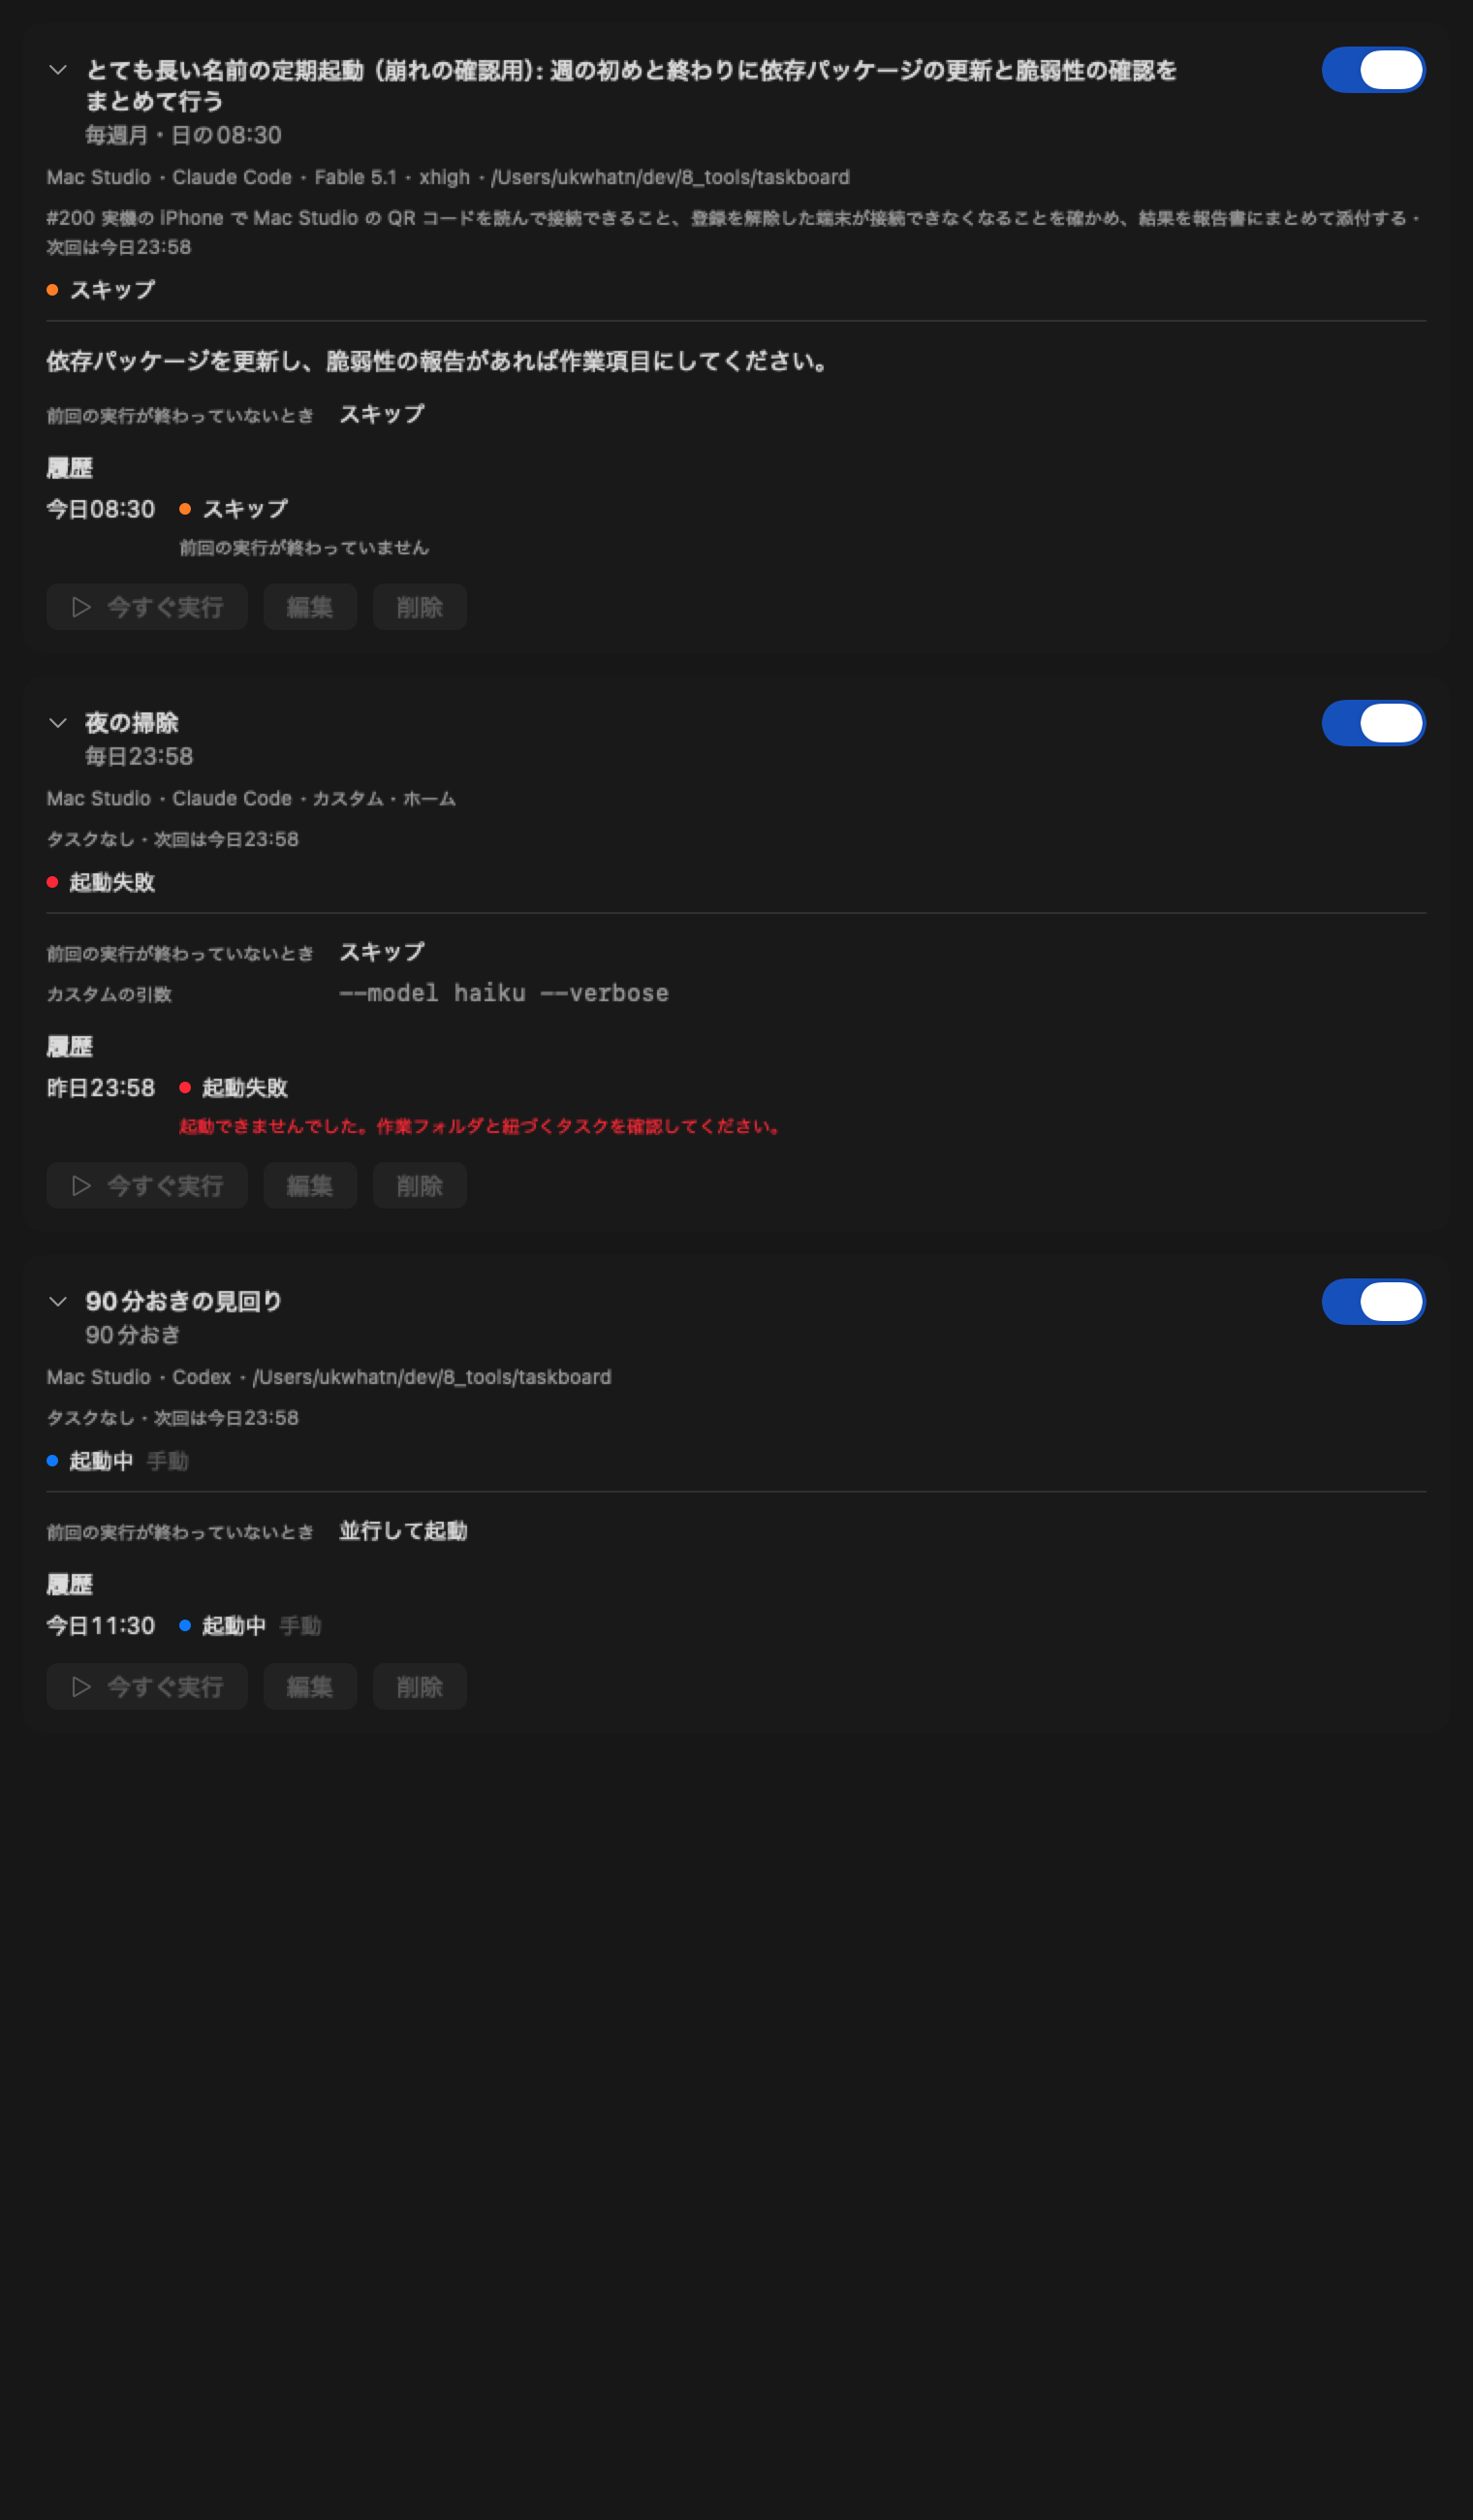 とても長い名前の定期起動（崩れの確認用）: 週の初めと終わりに依存パッケージの更新と脆弱性の確認を
まとめて行う
毎週月・日の08:30
Mac Studio・Claude Code・Fable 5.1・xhigh・/Users/ukwhatn/dev/8_tools/taskboard
#200 実機の iPhone で Mac Studio の QR コードを読んで接続できること、登録を解除した端末が接続できなくなることを確かめ、結果を報告書にまとめて添付する・
次回は今日23:58
スキップ
依存パッケージを更新し、脆弱性の報告があれば作業項目にしてください。
前回の実行が終わっていないとき スキップ
履歴
今日08:30 スキップ
前回の実行が終わっていません
今すぐ実行 編集 削除
夜の掃除
毎日23:58
Mac Studio・Claude Code・カスタム・ホーム
タスクなし・次回は今日23:58
起動失敗
前回の実行が終わっていないとき スキップ
カスタムの引数 --model haiku --verbose
履歴
昨日23:58 起動失敗
起動できませんでした。作業フォルダと紐づくタスクを確認してください。
今すぐ実行 編集 削除
90分おきの見回り
90分おき
Mac Studio・Codex・/Users/ukwhatn/dev/8_tools/taskboard
タスクなし・次回は今日23:58
起動中 手動
前回の実行が終わっていないとき 並行して起動
履歴
今日11:30 起動中 手動
今すぐ実行 編集 削除